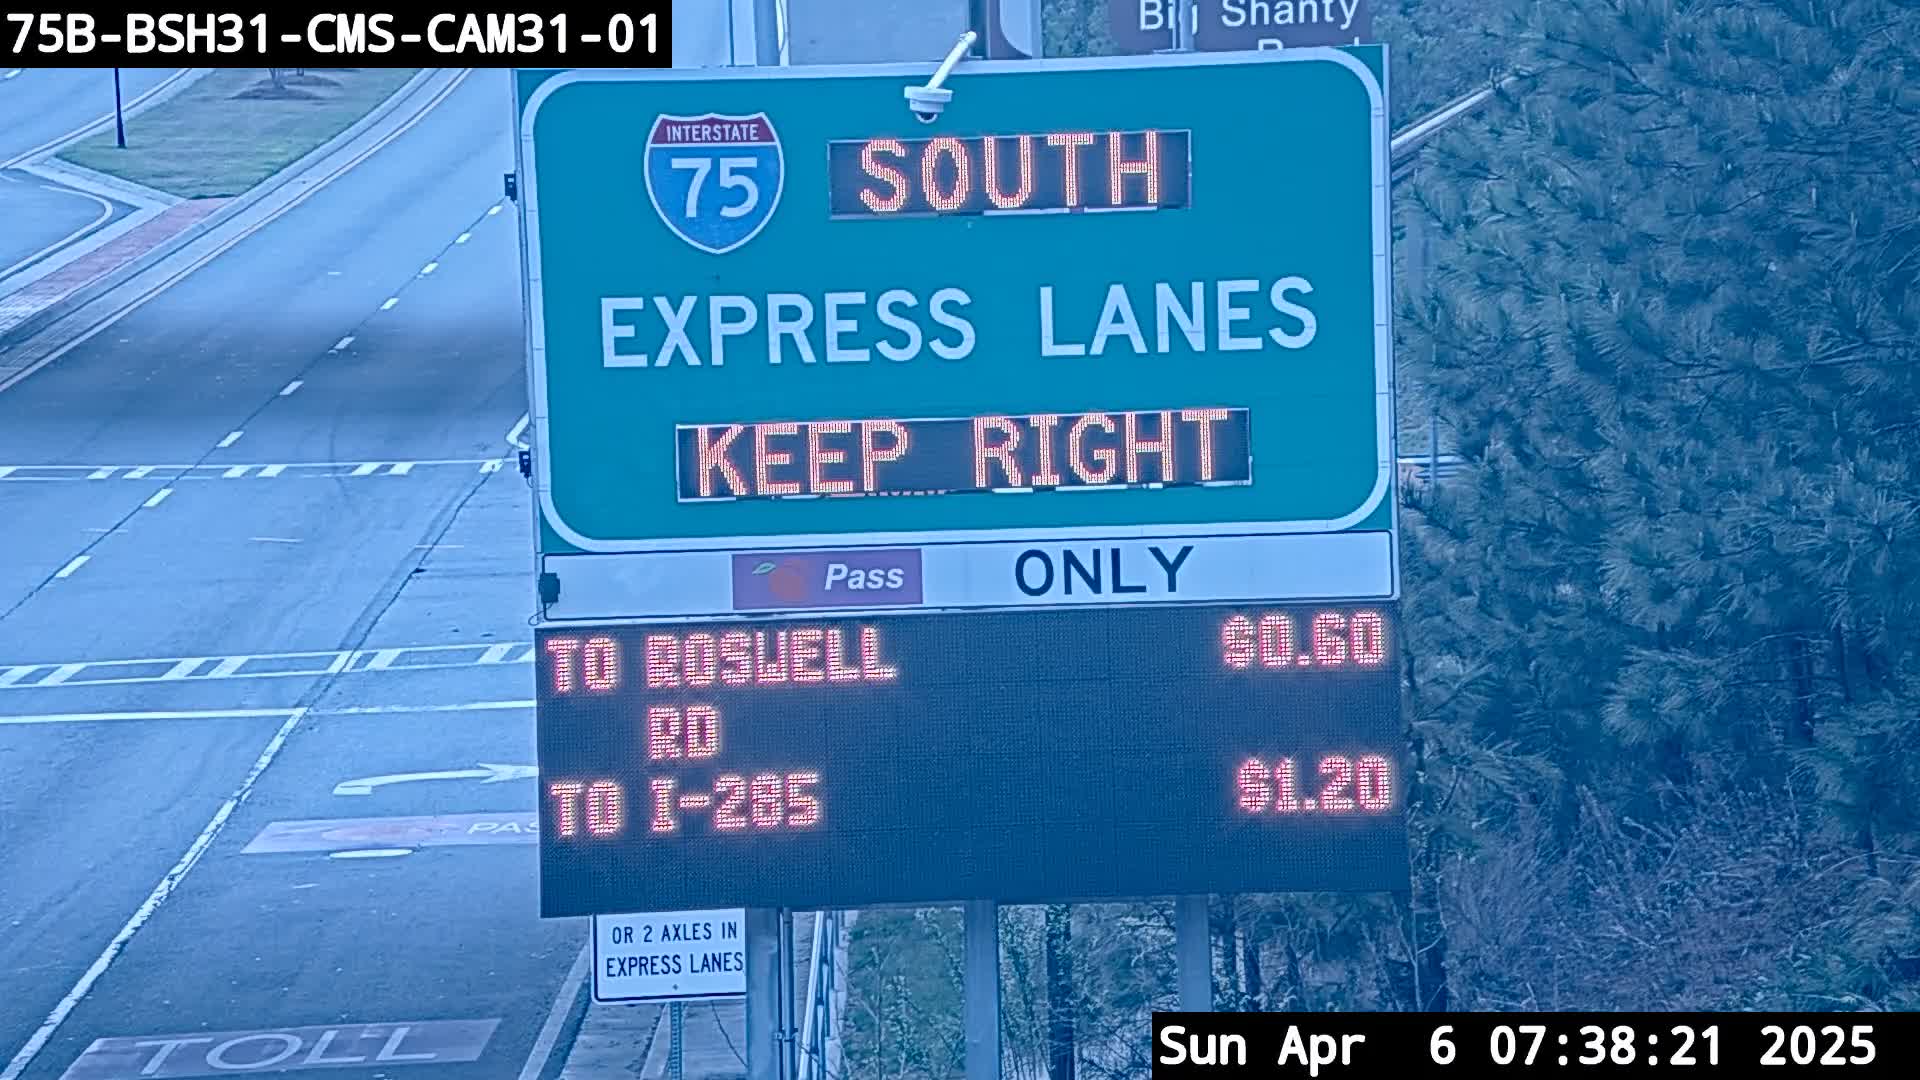 75B-BSH31-CMS-CAM31-01
Big Shanty
INTERSTATE
75
SOUTH
EXPRESS LANES
KEEP RIGHT
Pass ONLY
TO ROSWELL $0.60
RD
TO I-285 $1.20
OR 2 AXLES IN
EXPRESS LANES
TOLL
Sun Apr 6 07:38:21 2025